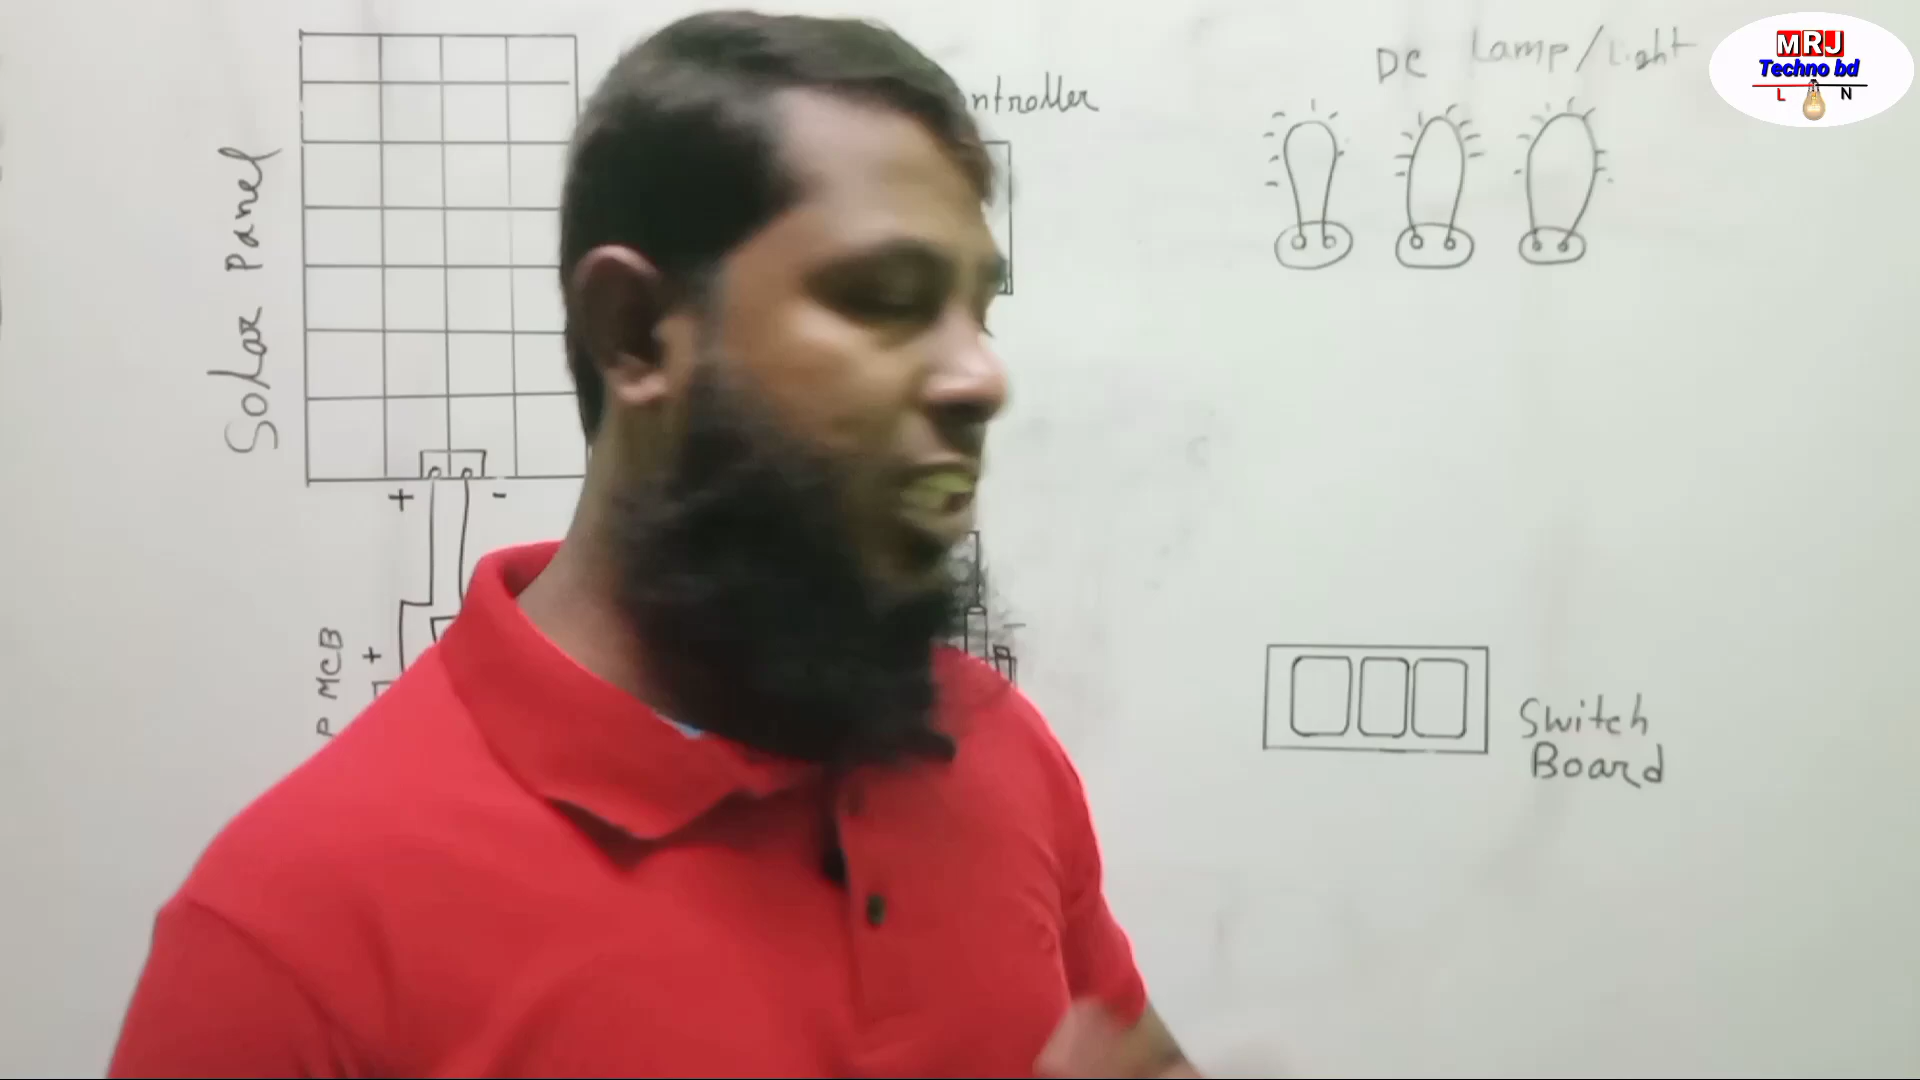 DC Lamp/Light
MRJ
Techno bd
L N
ntroller
Solar Panel
+ -
+
P MCB
-
Switch
Board